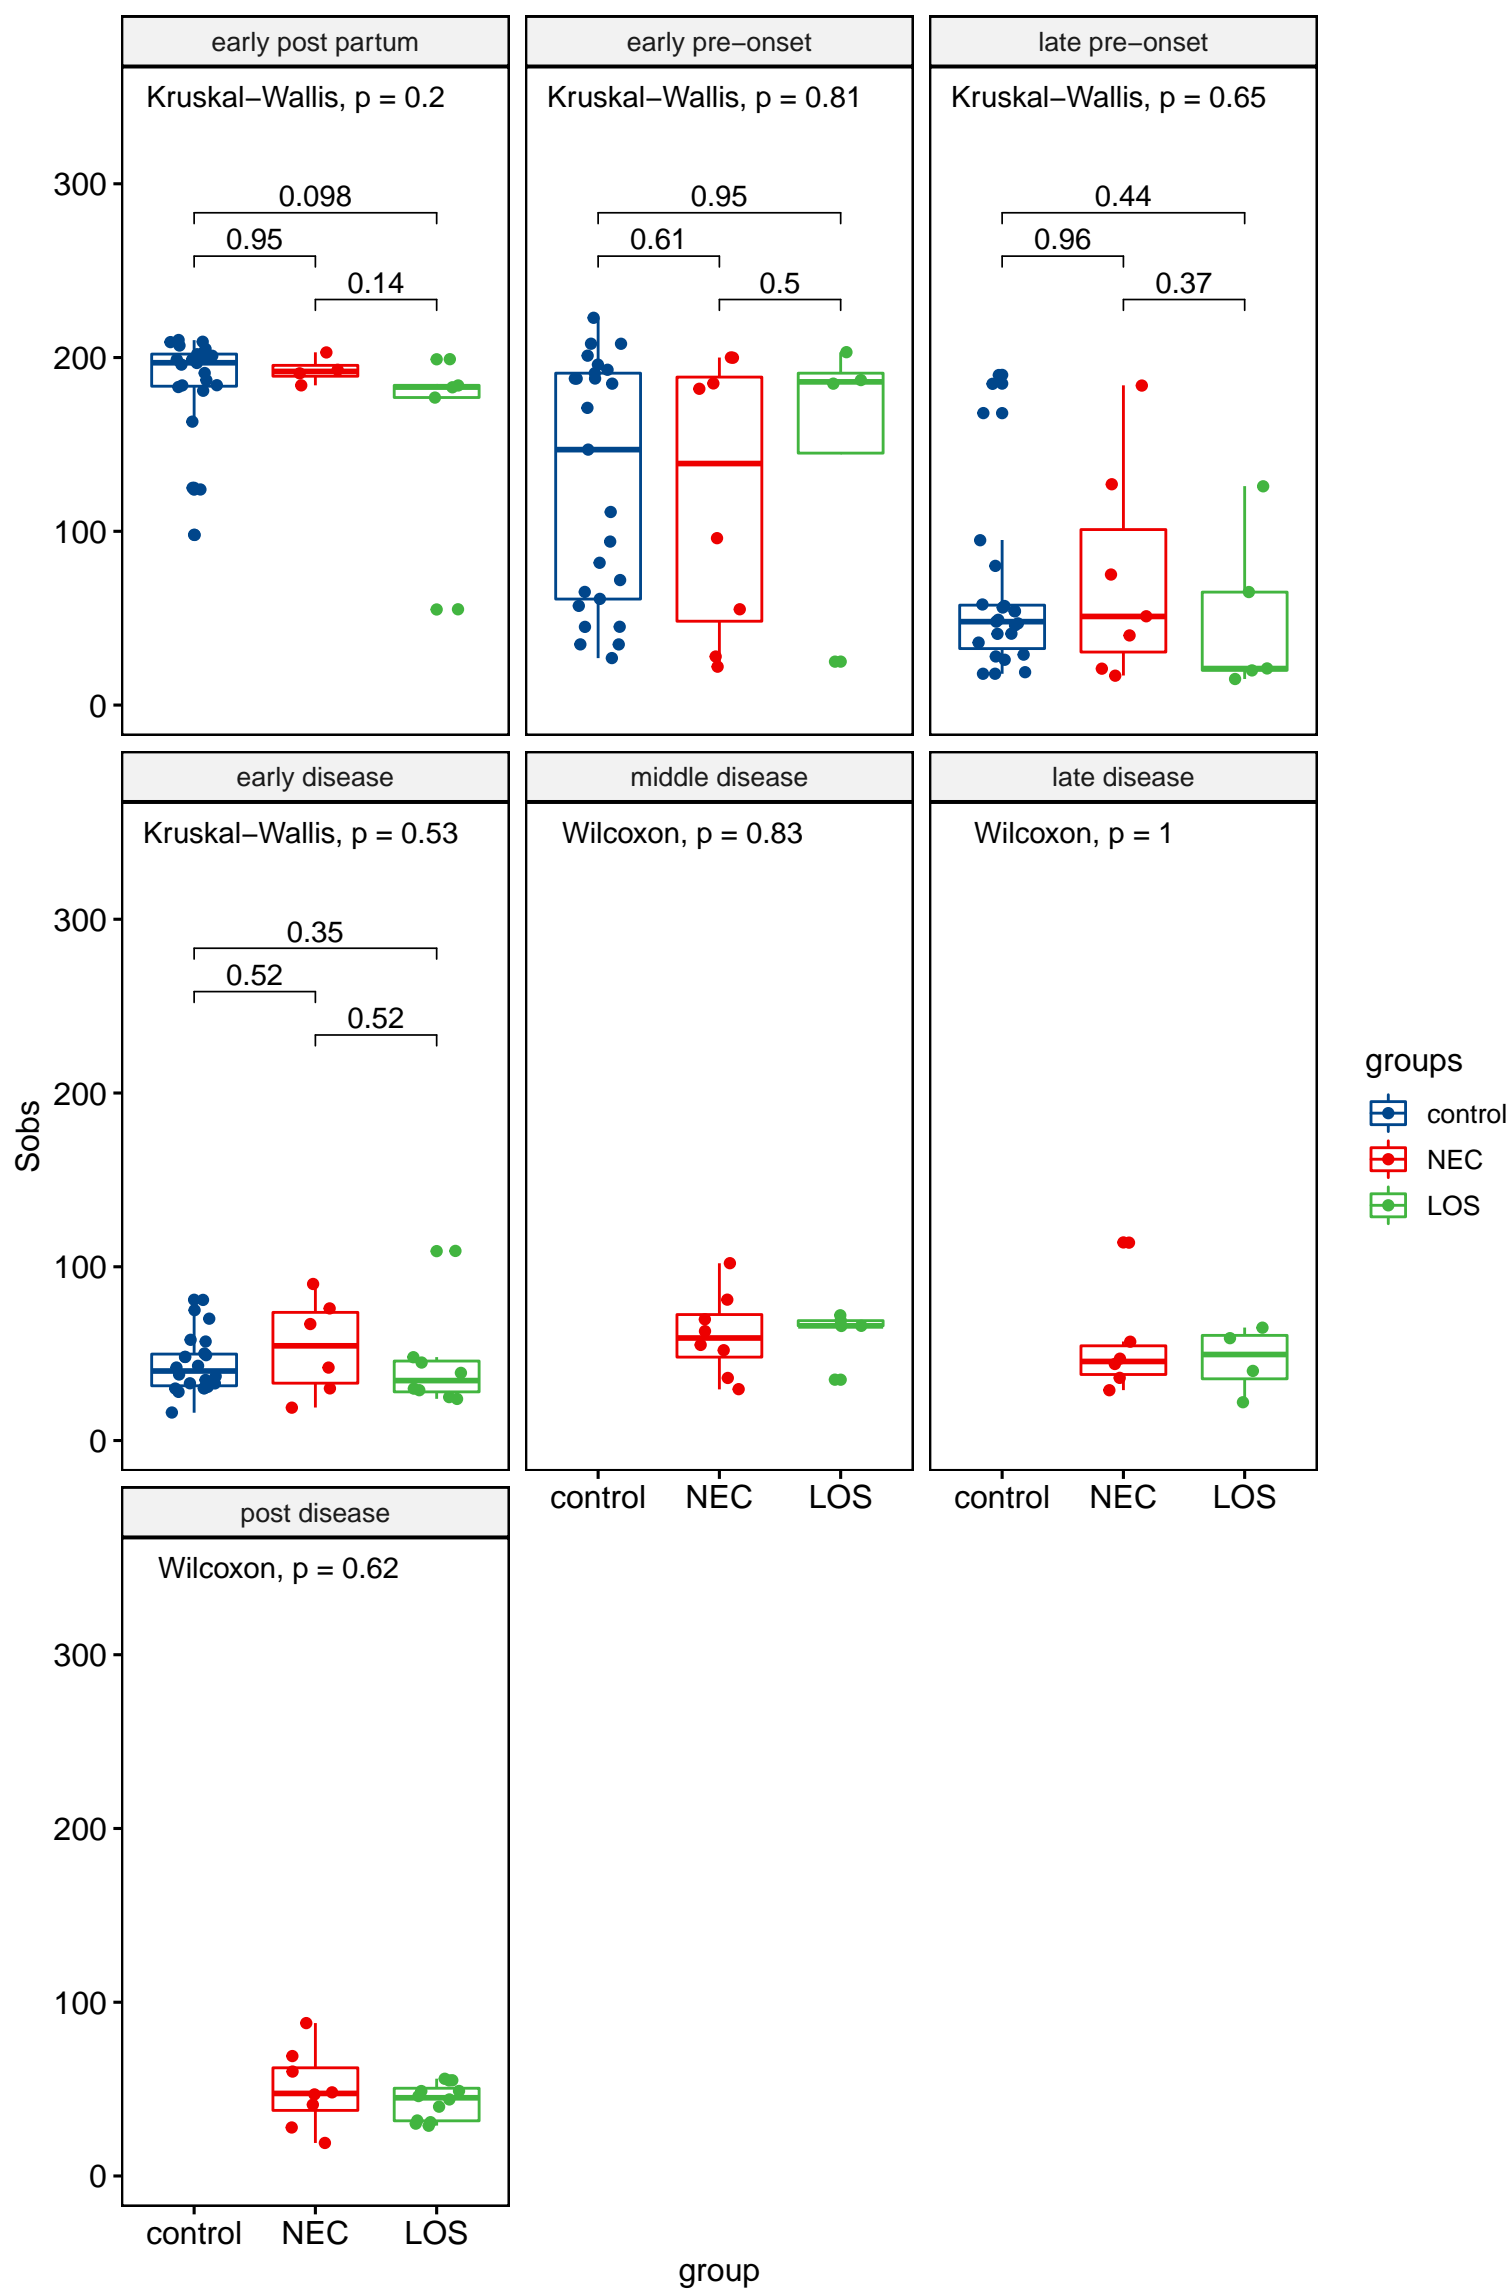 early post partum
early pre−onset
late pre−onset
Kruskal−Wallis, p = 0.2
Kruskal−Wallis, p = 0.81
Kruskal−Wallis, p = 0.65
300
0.098
0.95
0.44
0.95
0.61
0.96
0.14
0.5
0.37
200
100
0
early disease
middle disease
late disease
Kruskal−Wallis, p = 0.53
Wilcoxon, p = 0.83
Wilcoxon, p = 1
300
0.35
0.52
0.52
200
100
0
Sobs
groups
control
NEC
LOS
control NEC LOS
control NEC LOS
post disease
Wilcoxon, p = 0.62
300
200
100
0
control NEC LOS
group